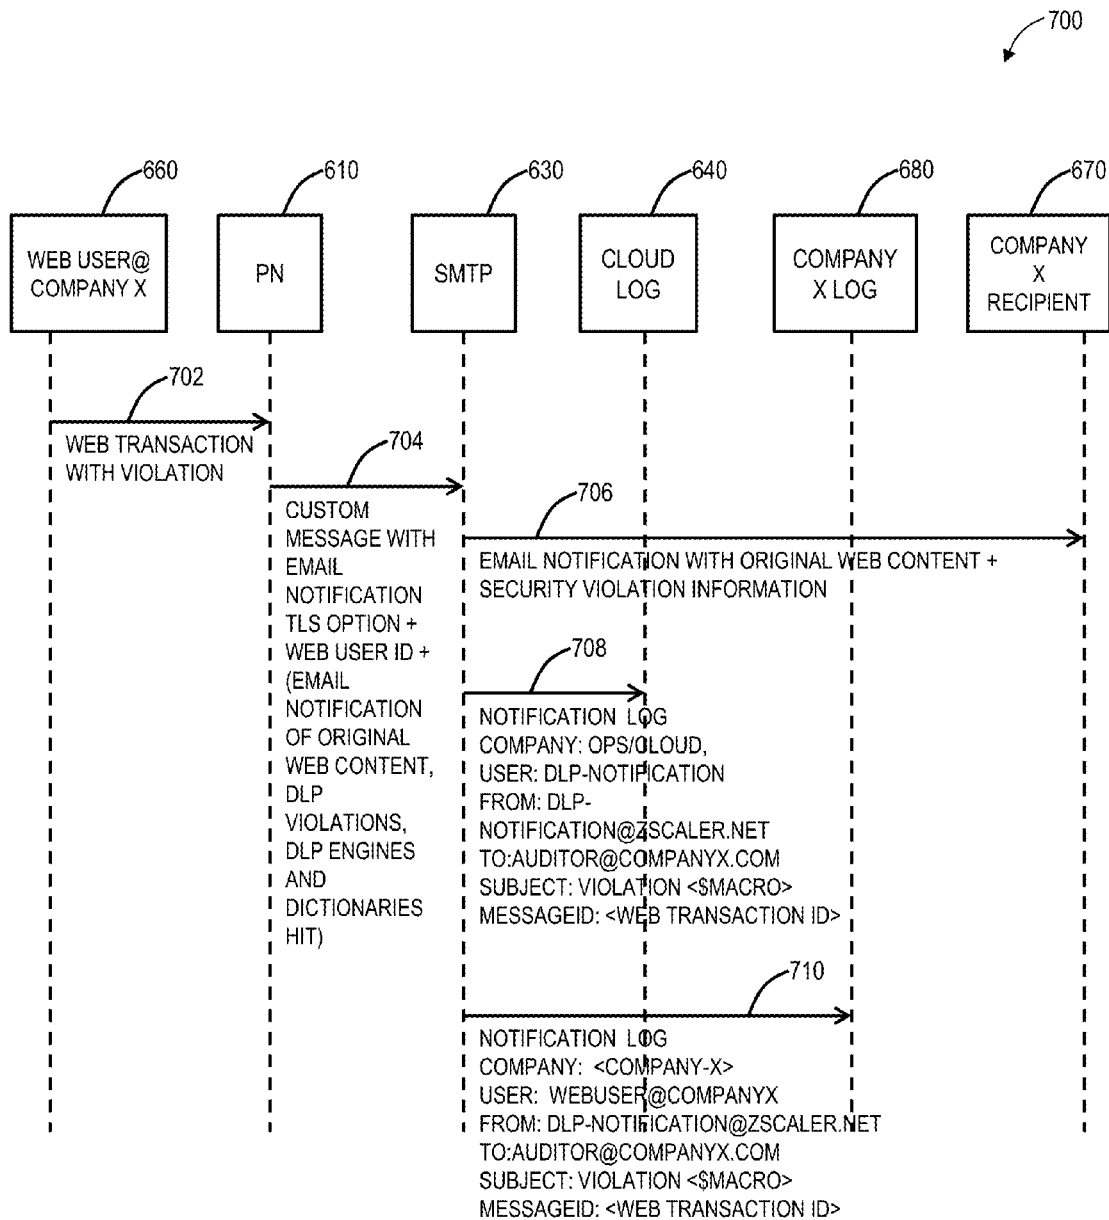 700
660
610
630
640
680
670
WEB USER@
COMPANY X
PN
SMTP
CLOUD
LOG
COMPANY
X LOG
COMPANY
X
RECIPIENT
702
WEB TRANSACTION
WITH VIOLATION
704
CUSTOM
MESSAGE WITH
EMAIL
NOTIFICATION
TLS OPTION +
WEB USER ID +
(EMAIL
NOTIFICATION
OF ORIGINAL
WEB CONTENT,
DLP
VIOLATIONS,
DLP ENGINES
AND
DICTIONARIES
HIT)
706
EMAIL NOTIFICATION WITH ORIGINAL WEB CONTENT +
SECURITY VIOLATION INFORMATION
708
NOTIFICATION LOG
COMPANY: OPS/CLOUD,
USER: DLP-NOTIFICATION
FROM: DLP-
NOTIFICATION@ZSCALER.NET
TO:AUDITOR@COMPANYX.COM
SUBJECT: VIOLATION <$MACRO>
MESSAGEID: <WEB TRANSACTION ID>
710
NOTIFICATION LOG
COMPANY: <COMPANY-X>
USER: WEBUSER@COMPANYX
FROM: DLP-NOTIFICATION@ZSCALER.NET
TO:AUDITOR@COMPANYX.COM
SUBJECT: VIOLATION <$MACRO>
MESSAGEID: <WEB TRANSACTION ID>